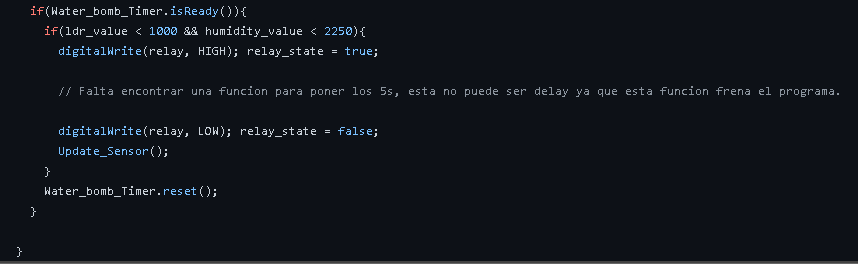 if(Water_bomb_Timer.isReady()){
if(ldr_value < 1000 && humidity_value < 2250){
digitalWrite(relay, HIGH); relay_state = true;
// Falta encontrar una funcion para poner los 5s, esta no puede ser delay ya que esta funcion frena el programa.
digitalWrite(relay, LOW); relay_state = false;
Update_Sensor();
}
Water_bomb_Timer.reset();
}
}